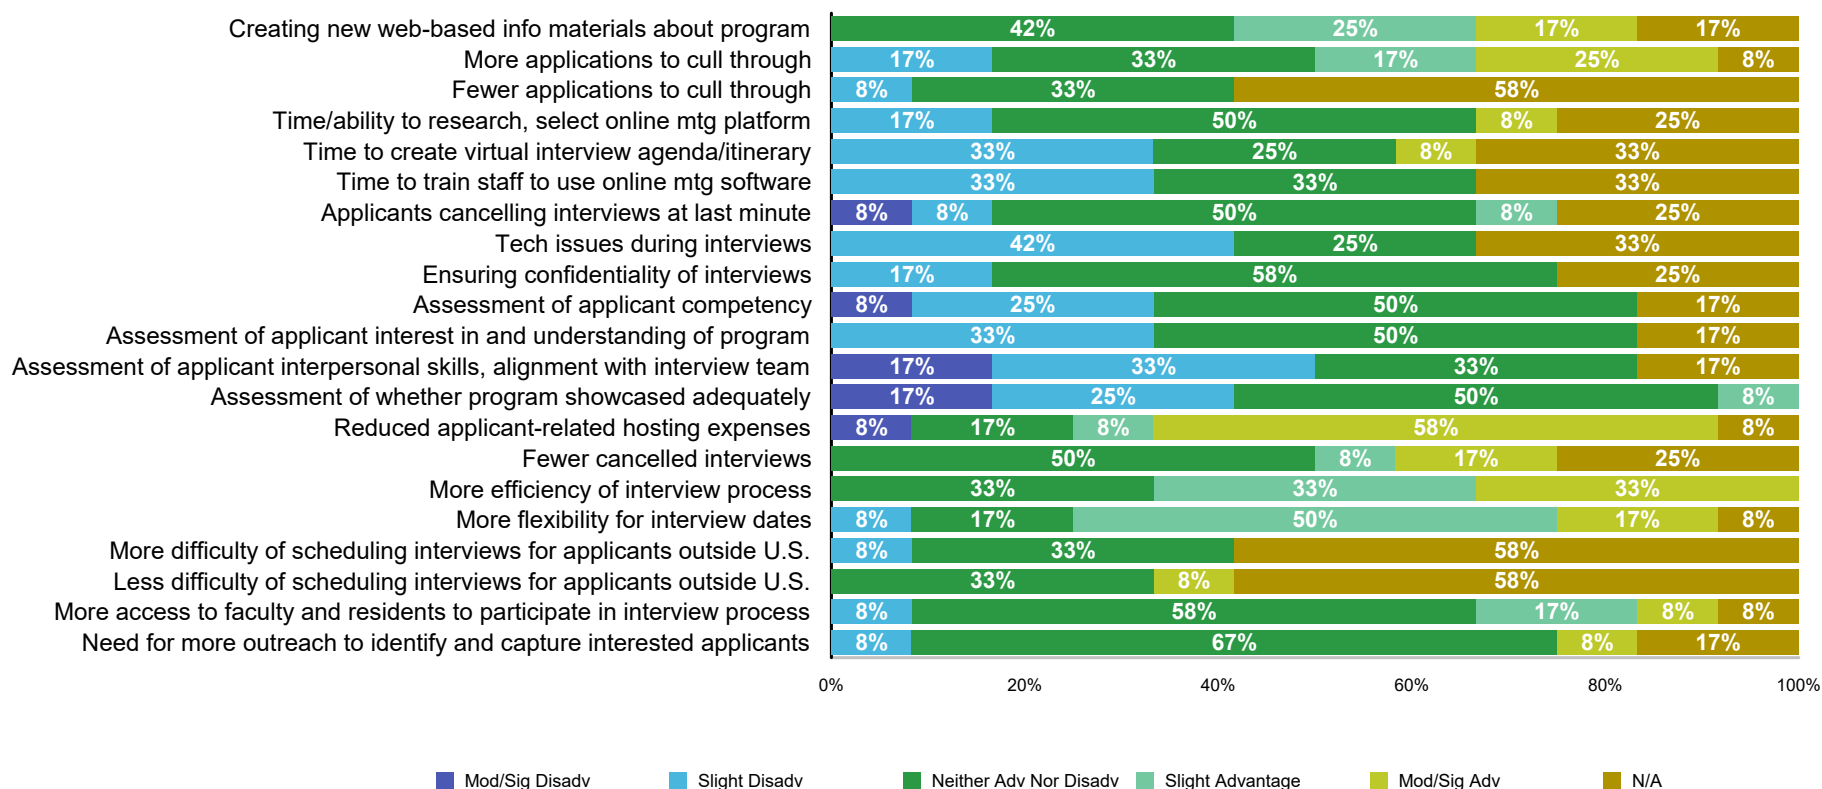 Creating new web-based info materials about program 42% 25% 17% 17%
More applications to cull through 17% 33% 17% 25% 8%
Fewer applications to cull through 8% 33% 58%
Time/ability to research, select online mtg platform 17% 50% 8% 25%
Time to create virtual interview agenda/itinerary 33% 25% 8% 33%
Time to train staff to use online mtg software 33% 33% 33%
Applicants cancelling interviews at last minute 8% 8% 50% 8% 25%
Tech issues during interviews 42% 25% 33%
Ensuring confidentiality of interviews 17% 58% 25%
Assessment of applicant competency 8% 25% 50% 17%
Assessment of applicant interest in and understanding of program 33% 50% 17%
Assessment of applicant interpersonal skills, alignment with interview team 17% 33% 33% 17%
Assessment of whether program showcased adequately 17% 25% 50% 8%
Reduced applicant-related hosting expenses 8% 17% 8% 58% 8%
Fewer cancelled interviews 50% 8% 17% 25%
More efficiency of interview process 33% 33% 33%
More flexibility for interview dates 8% 17% 50% 17% 8%
More difficulty of scheduling interviews for applicants outside U.S. 8% 33% 58%
Less difficulty of scheduling interviews for applicants outside U.S. 33% 8% 58%
More access to faculty and residents to participate in interview process 8% 58% 17% 8% 8%
Need for more outreach to identify and capture interested applicants 8% 67% 8% 17%
0% 20% 40% 60% 80% 100%
Mod/Sig Disadv Slight Disadv Neither Adv Nor Disadv Slight Advantage Mod/Sig Adv N/A